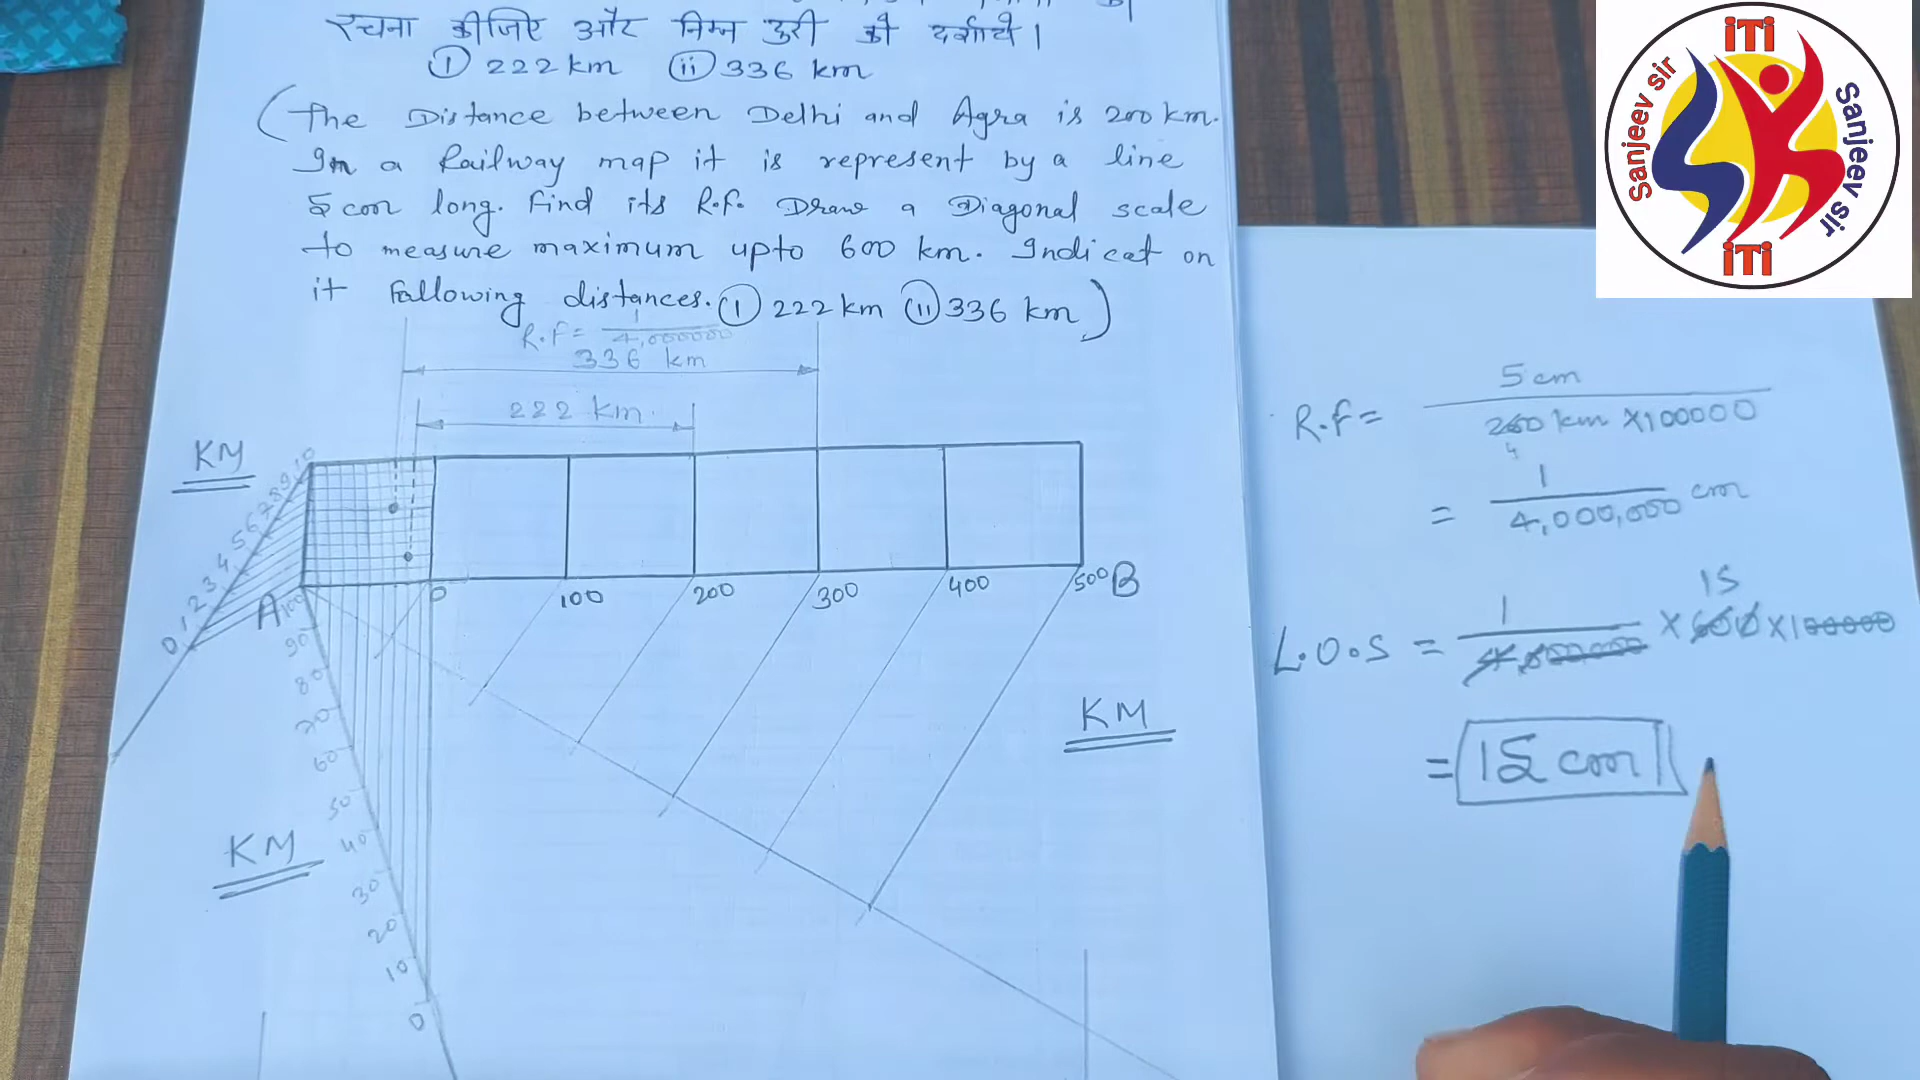 रचना कीजिए और निम्न दुरी को दर्शाये।
(i) 222 km (ii) 336 km
(The Distance between Delhi and Agra is 200 km.
In a Railway map it is represent by a line
5 cm long. Find its R.f. Draw a Diagonal scale
to measure maximum upto 600 km. Indicat on
it following distances. (i) 222 km (ii) 336 km)
R.f = 1/4,000000
336 km
222 km
KM
10
9
8
7
6
5
4
3
2
1
0
A
100
90
80
70
60
50
40
30
20
10
0
0 100 200 300 400 500 B
KM
KM
R.f = 5 cm / 200 km × 100000
4
= 1 / 4,000,000 cm
15
L.O.S = 1 / 4,000,000 × 600 × 100000
= 15 cm
iTi
Sanjeev sir
Sanjeev sir
iTi